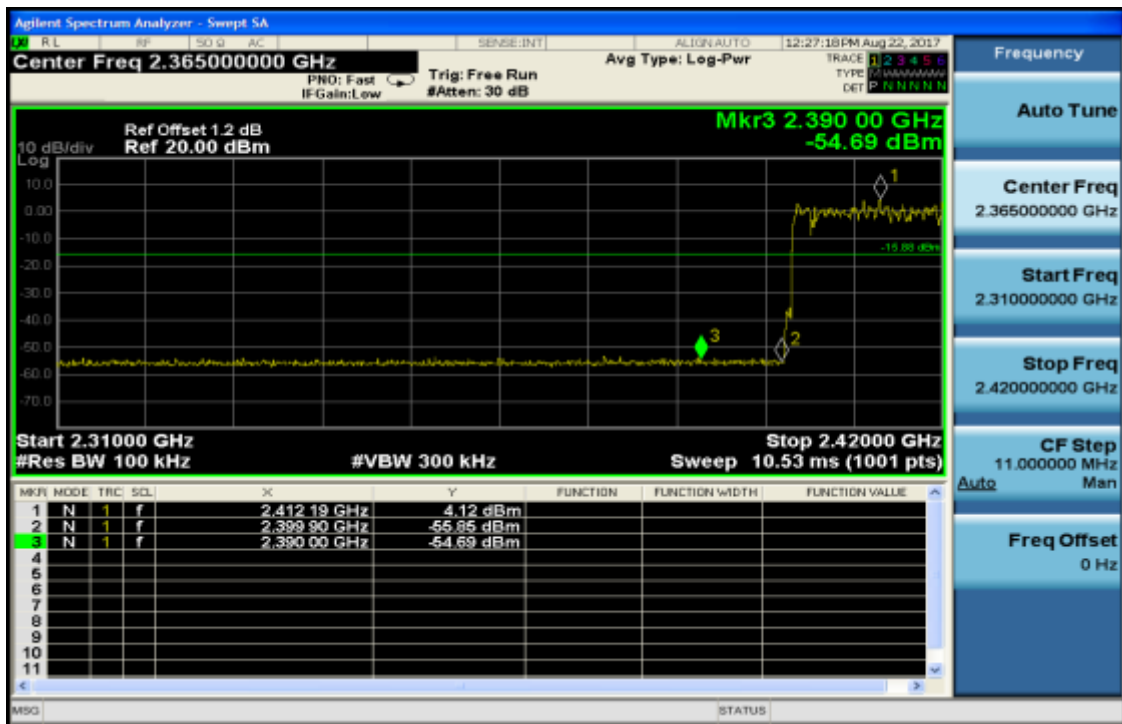 Agilent Spectrum Analyzer - Swept SA
RL RF 50 Ω AC SENSE:INT ALIGN AUTO 12:27:18 PM Aug 22, 2017
Center Freq 2.365000000 GHz
PNO: Fast
IFGain:Low
Trig: Free Run
#Atten: 30 dB
Avg Type: Log-Pwr
TRACE 1 2 3 4 5 6
TYPE M
DET P N N N N N
Ref Offset 1.2 dB
Ref 20.00 dBm
10 dB/div
Log
Mkr3 2.390 00 GHz
-54.69 dBm
10.0
0.00
-10.0
-20.0
-30.0
-40.0
-50.0
-60.0
-70.0
1
2
3
Start 2.31000 GHz
Stop 2.42000 GHz
#Res BW 100 kHz
#VBW 300 kHz
Sweep 10.53 ms (1001 pts)
MKR MODE TRC SCL X Y FUNCTION FUNCTION WIDTH FUNCTION VALUE
1 N 1 f 2.412 19 GHz 4.12 dBm
2 N 1 f 2.399 90 GHz -55.85 dBm
3 N 1 f 2.390 00 GHz -54.69 dBm
4
5
6
7
8
9
10
11
MSG
STATUS
Frequency
Auto Tune
Center Freq
2.365000000 GHz
Start Freq
2.310000000 GHz
Stop Freq
2.420000000 GHz
CF Step
11.000000 MHz
Auto Man
Freq Offset
0 Hz